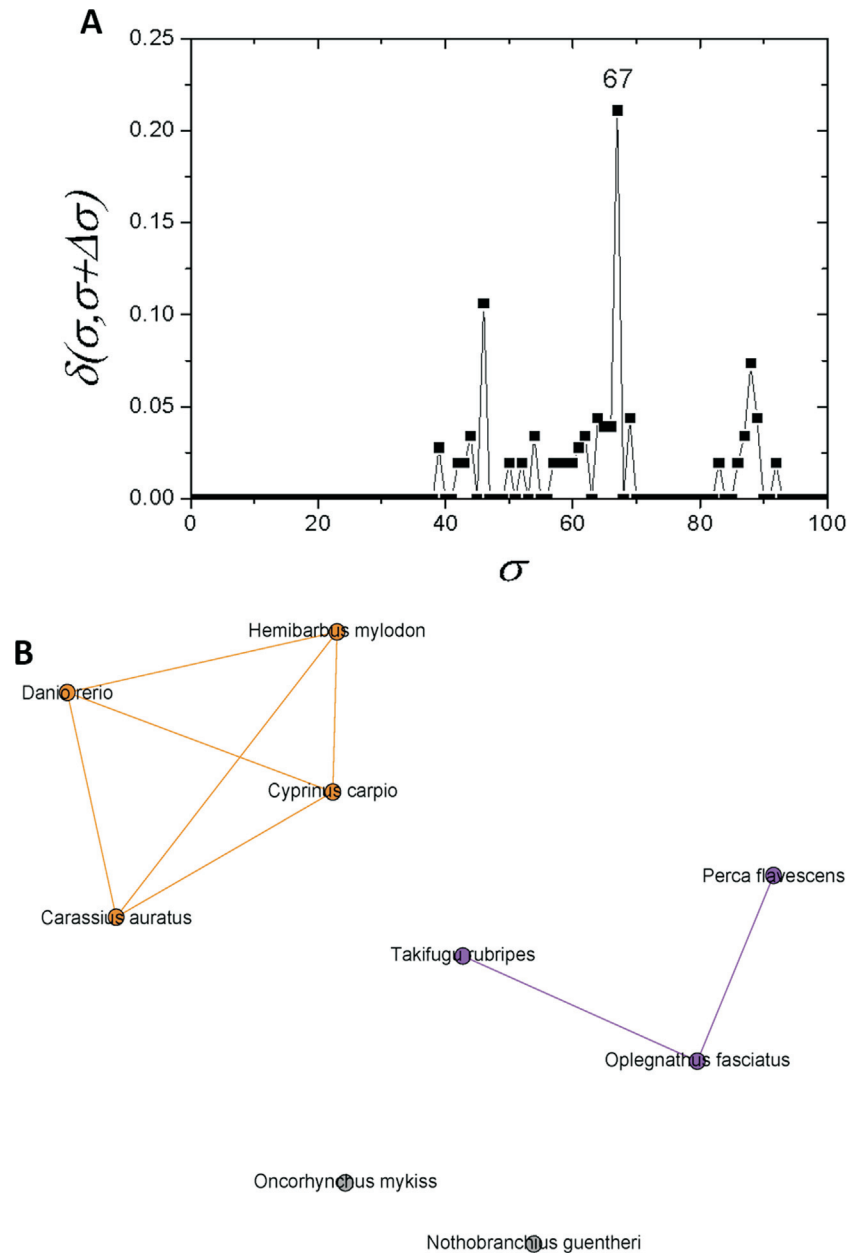 A
67
0.25
0.20
0.15
0.10
0.05
0.00
δ(σ,σ+Δσ)
0 20 40 60 80 100
σ
B
Hemibarbus mylodon
Danio rerio
Cyprinus carpio
Carassius auratus
Perca flavescens
Takifugu rubripes
Oplegnathus fasciatus
Oncorhynchus mykiss
Nothobranchius guentheri